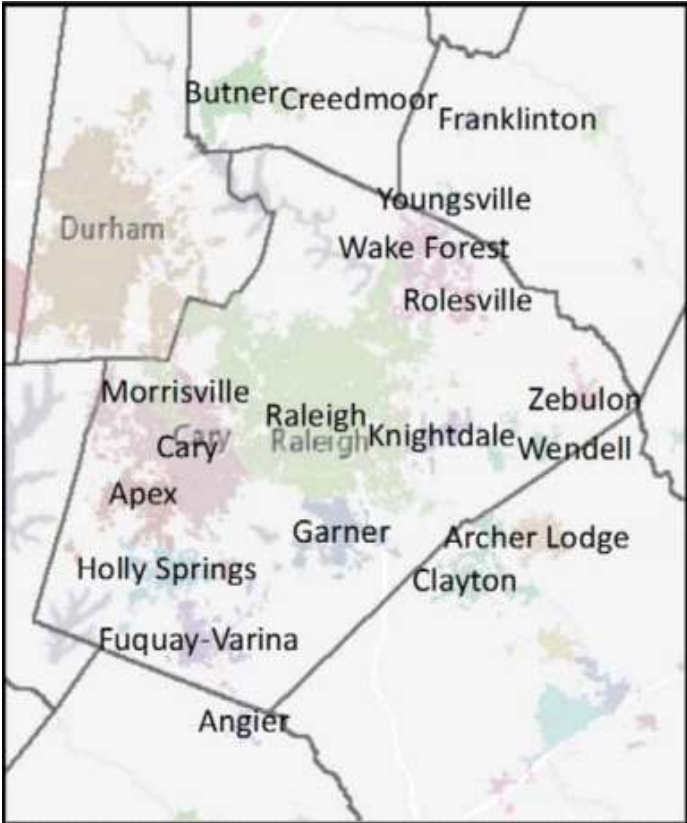 Butner
Creedmoor
Franklinton
Youngsville
Durham
Wake Forest
Rolesville
Morrisville
Zebulon
Raleigh
Raleigh
Knightdale
Cary
Cary
Wendell
Apex
Garner
Archer Lodge
Holly Springs
Clayton
Fuquay-Varina
Angier